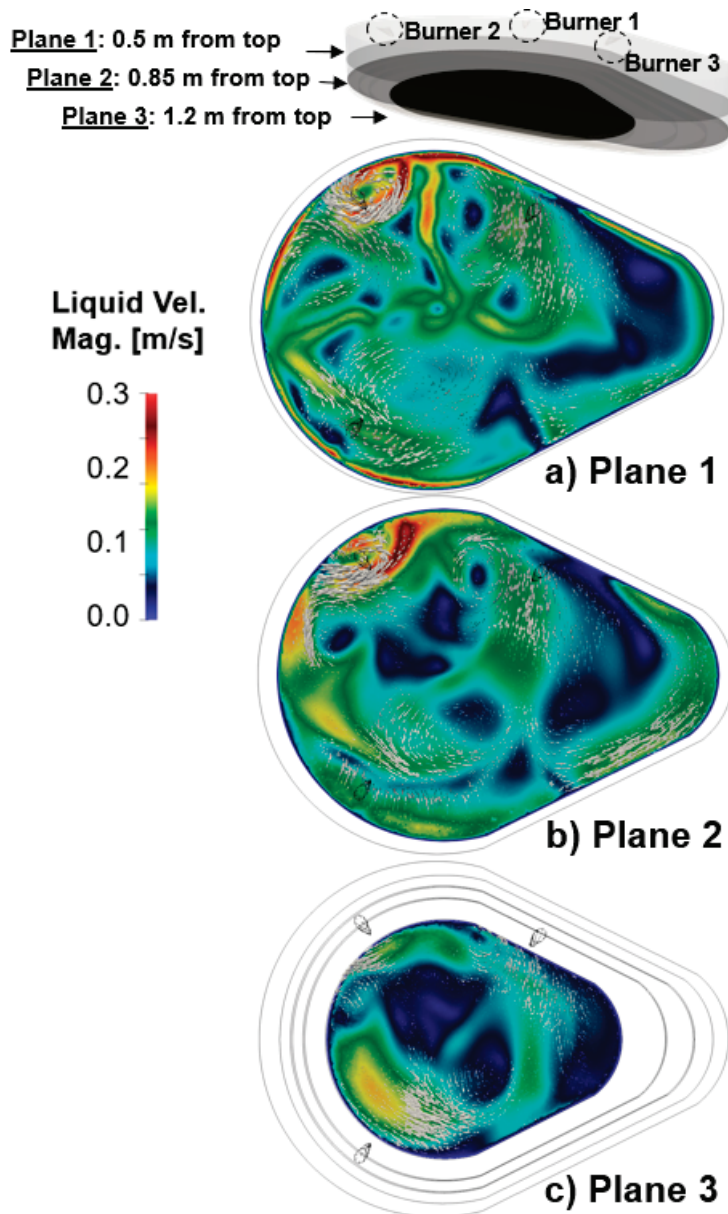 Plane 1: 0.5 m from top
Plane 2: 0.85 m from top
Plane 3: 1.2 m from top
Burner 2
Burner 1
Burner 3
Liquid Vel.
Mag. [m/s]
0.3
0.2
0.1
0.0
a) Plane 1
b) Plane 2
c) Plane 3